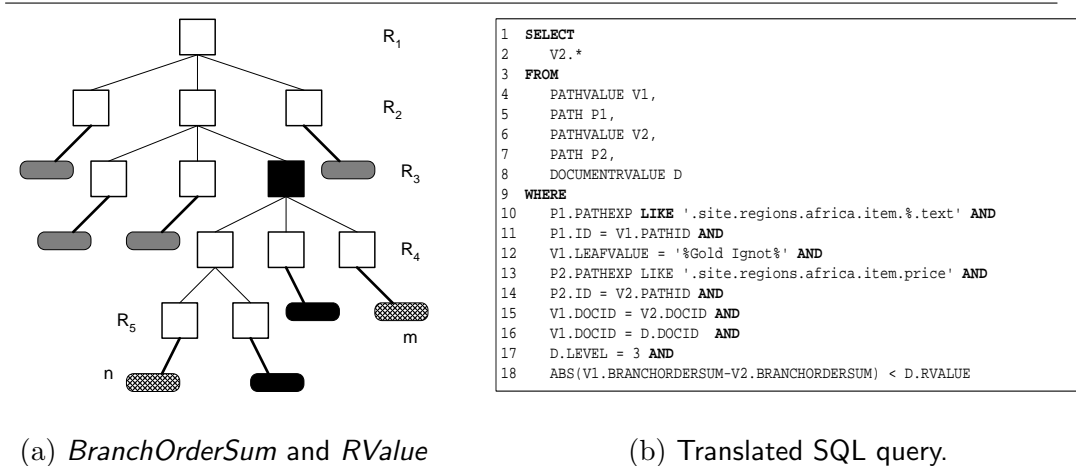 R1
R2
R3
R4
R5
m
n
1 SELECT
2 V2.*
3 FROM
4 PATHVALUE V1,
5 PATH P1,
6 PATHVALUE V2,
7 PATH P2,
8 DOCUMENTRVALUE D
9 WHERE
10 P1.PATHEXP LIKE '.site.regions.africa.item.%.text' AND
11 P1.ID = V1.PATHID AND
12 V1.LEAFVALUE = '%Gold Ignot%' AND
13 P2.PATHEXP LIKE '.site.regions.africa.item.price' AND
14 P2.ID = V2.PATHID AND
15 V1.DOCID = V2.DOCID AND
16 V1.DOCID = D.DOCID AND
17 D.LEVEL = 3 AND
18 ABS(V1.BRANCHORDERSUM-V2.BRANCHORDERSUM) < D.RVALUE
(a) BranchOrderSum and RValue
(b) Translated SQL query.